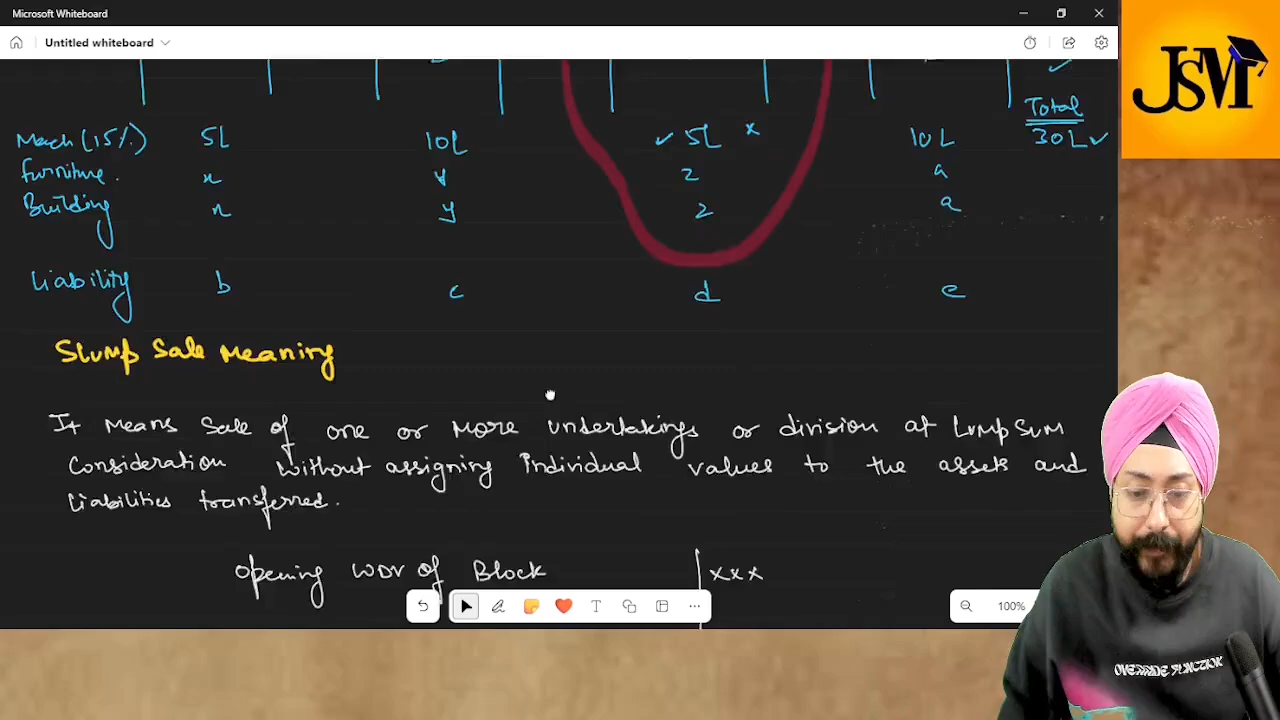 Microsoft Whiteboard
Untitled whiteboard
JSM
Total
Mach (15%) 5L 10L ✓ 5L x 10L 30L ✓
Furniture. x y z a
Building x y z a
Liability b c d e
Slump Sale Meaning
It Means Sale of one or more undertakings or division at LumpSum
Consideration without assigning Individual values to the assets and
liabilities transferred.
Opening WDV of Block xxx
100%